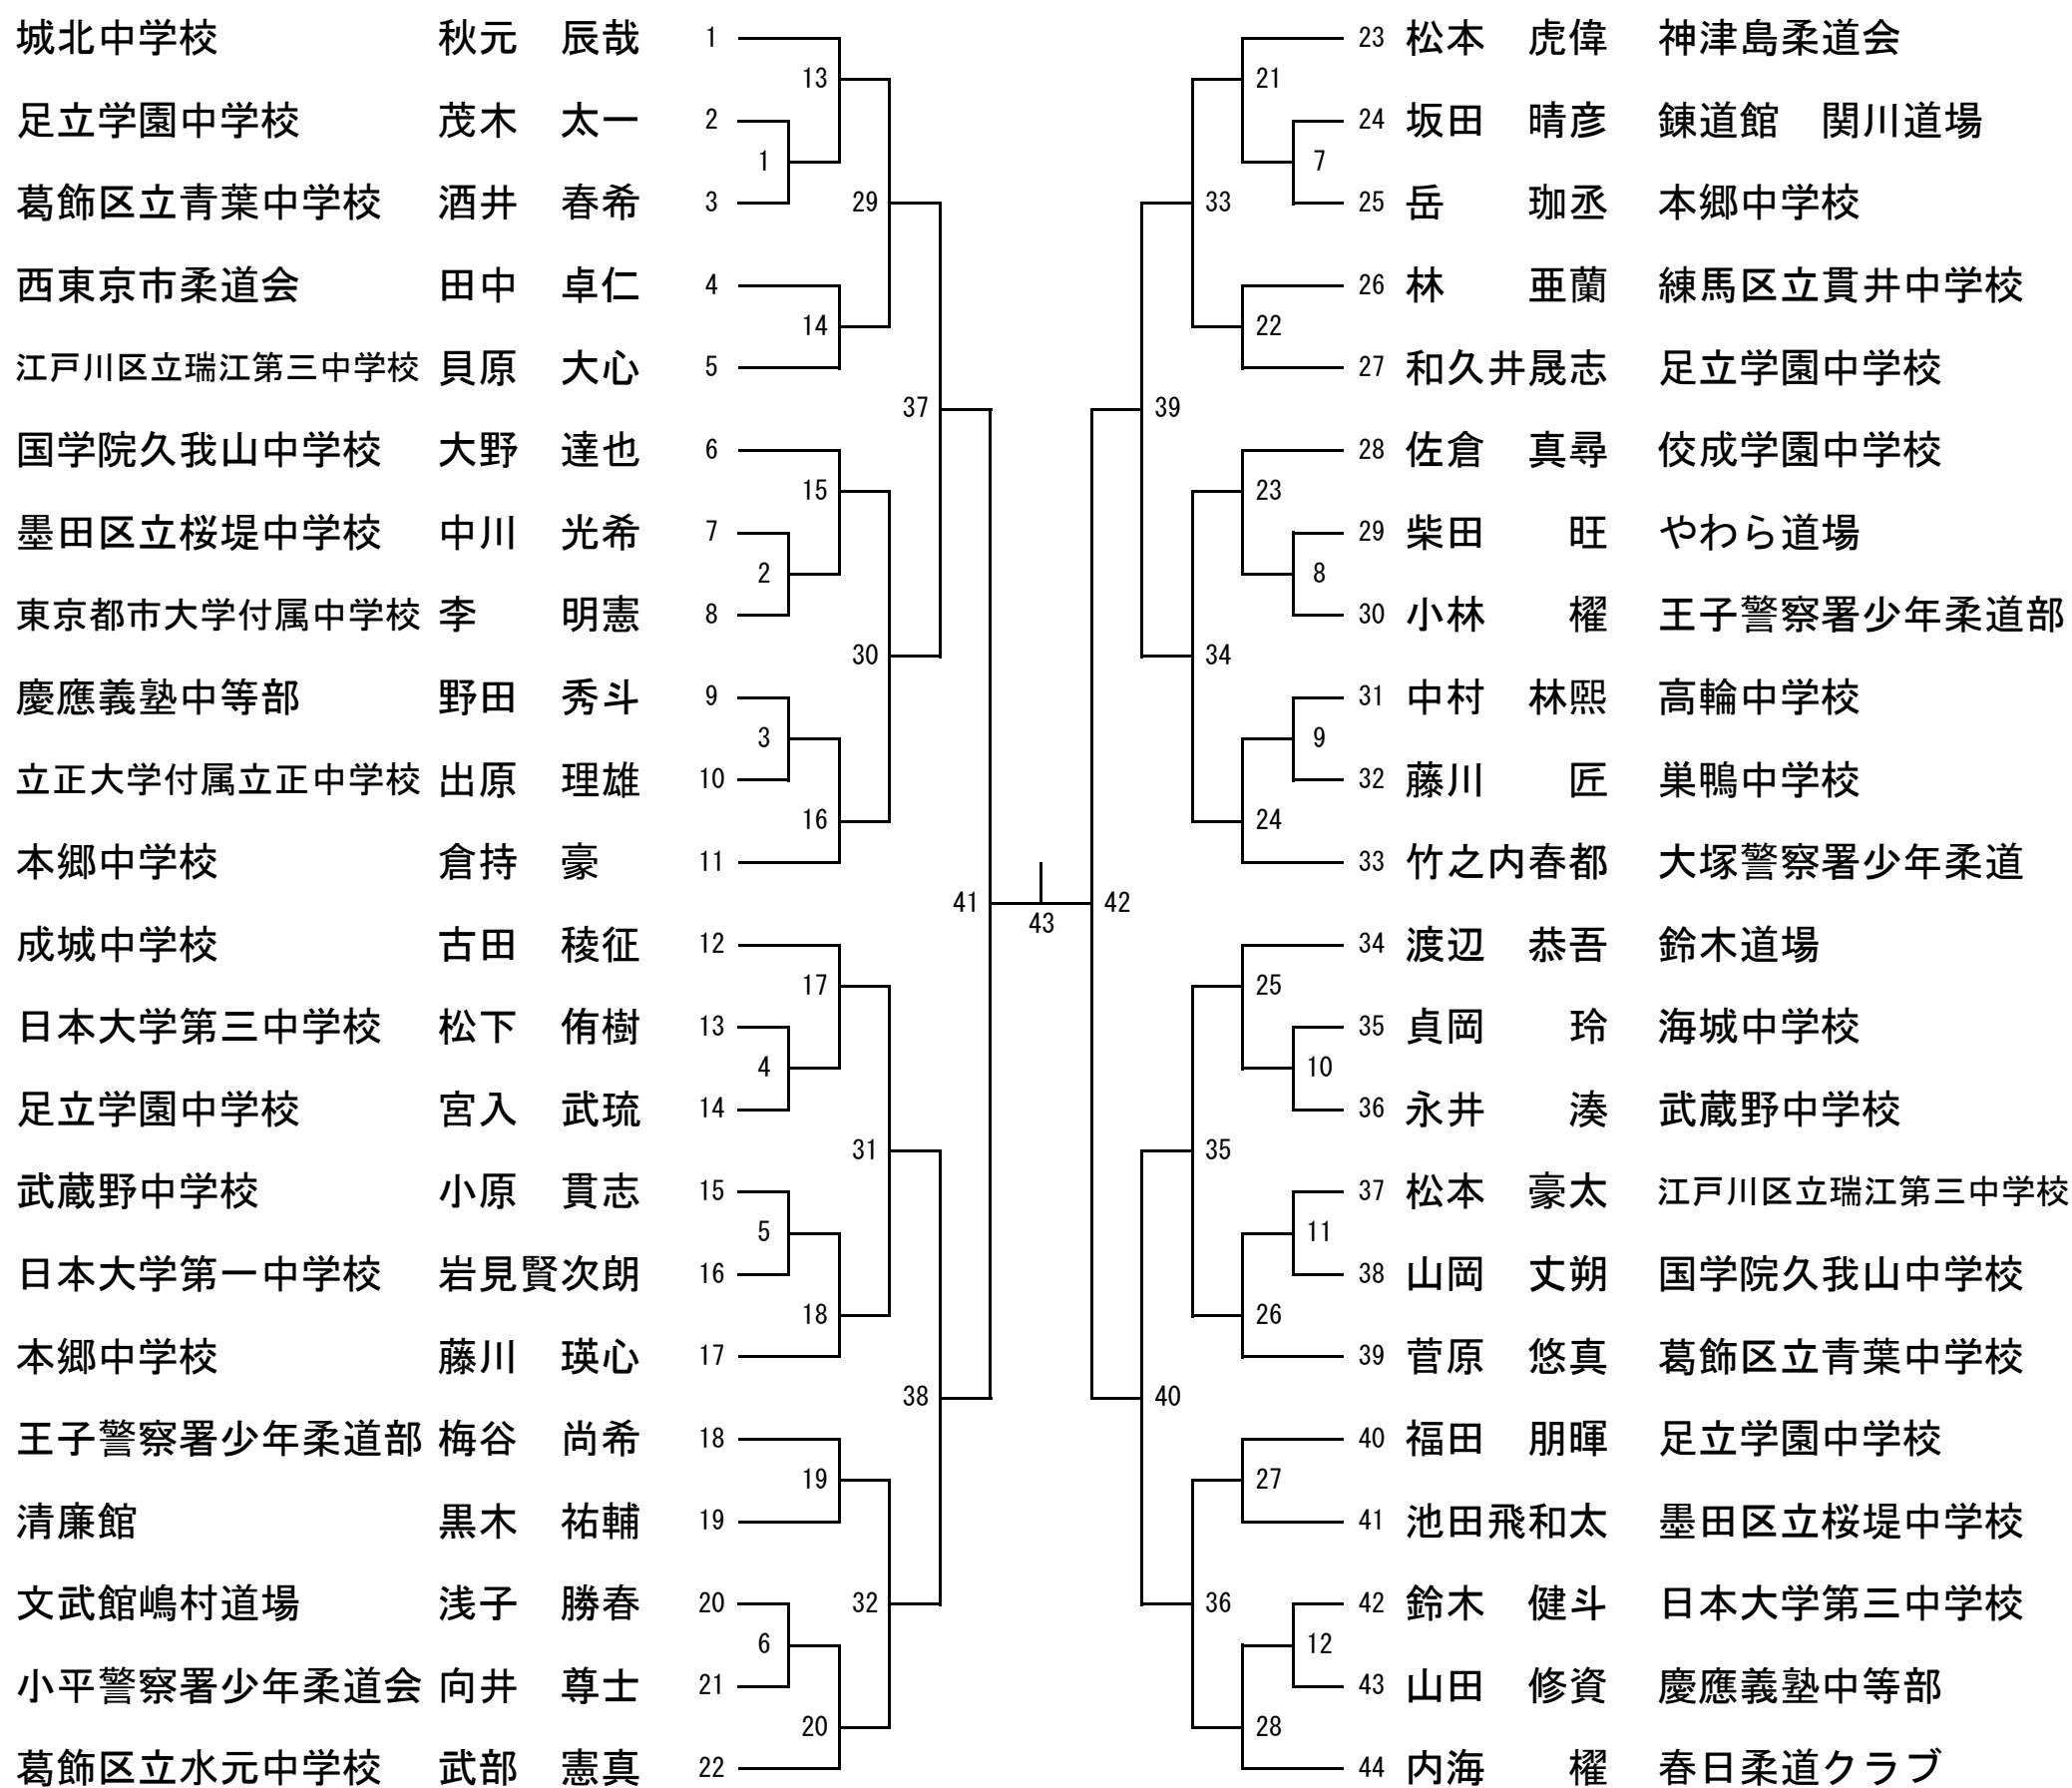 城北中学校 秋元 辰哉 1 23 松本 虎偉 神津島柔道会
13 21
足立学園中学校 茂木 太一 2 24 坂田 晴彦 錬道館 関川道場
1 7
葛飾区立青葉中学校 酒井 春希 3 29 33 25 岳 珈丞 本郷中学校
西東京市柔道会 田中 卓仁 4 26 林 亜蘭 練馬区立貫井中学校
14 22
江戸川区立瑞江第三中学校 貝原 大心 5 27 和久井晟志 足立学園中学校
37 39
国学院久我山中学校 大野 達也 6 28 佐倉 真尋 佼成学園中学校
15 23
墨田区立桜堤中学校 中川 光希 7 29 柴田 旺 やわら道場
2 8
東京都市大学付属中学校 李 明憲 8 30 小林 櫂 王子警察署少年柔道部
30 34
慶應義塾中等部 野田 秀斗 9 31 中村 林熙 高輪中学校
3 9
立正大学付属立正中学校 出原 理雄 10 32 藤川 匠 巣鴨中学校
16 24
本郷中学校 倉持 豪 11 33 竹之内春都 大塚警察署少年柔道
41 43 42
成城中学校 古田 稜征 12 34 渡辺 恭吾 鈴木道場
17 25
日本大学第三中学校 松下 侑樹 13 35 貞岡 玲 海城中学校
4 10
足立学園中学校 宮入 武琉 14 36 永井 湊 武蔵野中学校
31 35
武蔵野中学校 小原 貫志 15 37 松本 豪太 江戸川区立瑞江第三中学校
5 11
日本大学第一中学校 岩見賢次朗 16 38 山岡 丈朔 国学院久我山中学校
18 26
本郷中学校 藤川 瑛心 17 39 菅原 悠真 葛飾区立青葉中学校
38 40
王子警察署少年柔道部 梅谷 尚希 18 40 福田 朋暉 足立学園中学校
19 27
清廉館 黒木 祐輔 19 41 池田飛和太 墨田区立桜堤中学校
文武館嶋村道場 浅子 勝春 20 32 36 42 鈴木 健斗 日本大学第三中学校
6 12
小平警察署少年柔道会 向井 尊士 21 43 山田 修資 慶應義塾中等部
20 28
葛飾区立水元中学校 武部 憲真 22 44 内海 櫂 春日柔道クラブ